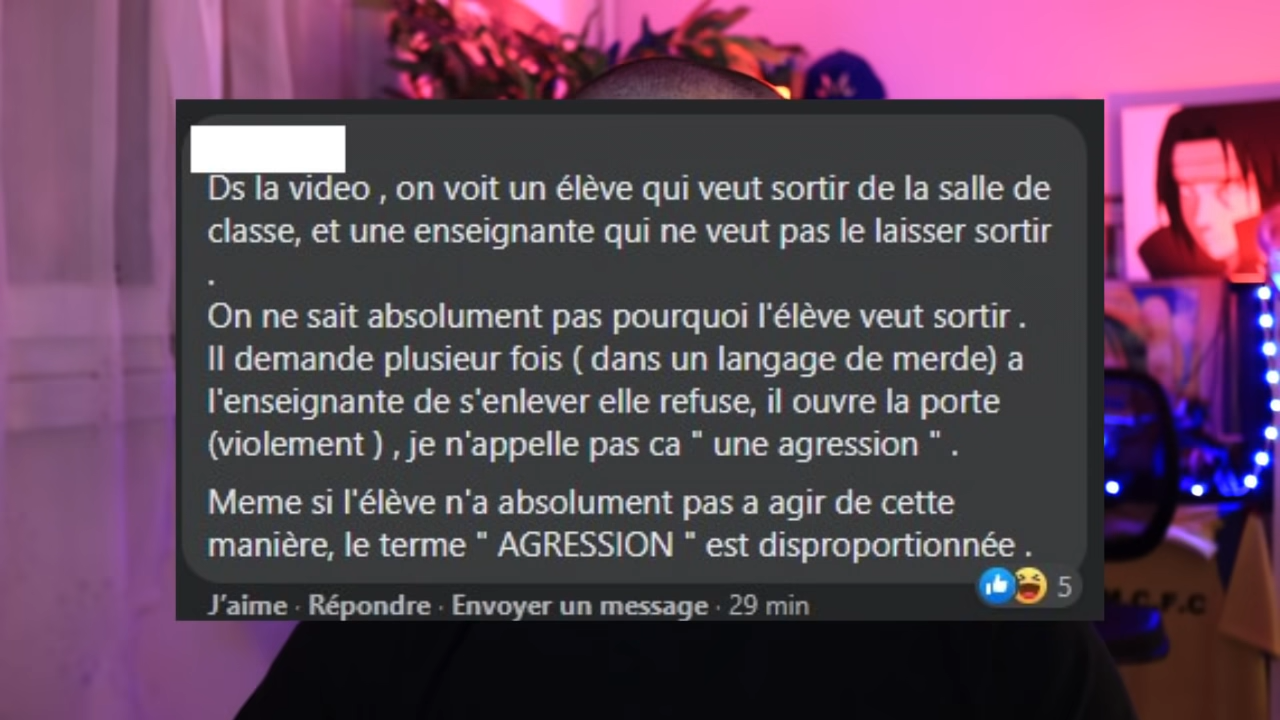 Ds la video , on voit un élève qui veut sortir de la salle de
classe, et une enseignante qui ne veut pas le laisser sortir
.
On ne sait absolument pas pourquoi l'élève veut sortir .
Il demande plusieur fois ( dans un langage de merde) a
l'enseignante de s'enlever elle refuse, il ouvre la porte
(violement ) , je n'appelle pas ca " une agression " .
Meme si l'élève n'a absolument pas a agir de cette
manière, le terme " AGRESSION " est disproportionnée .
J'aime · Répondre · Envoyer un message · 29 min
5